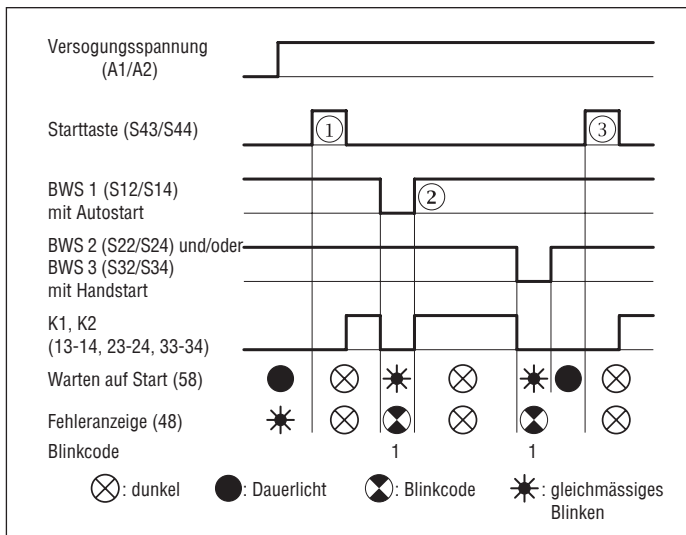 Versogungsspannung
(A1/A2)
Starttaste (S43/S44)
1
3
BWS 1 (S12/S14)
mit Autostart
2
BWS 2 (S22/S24) und/oder
BWS 3 (S32/S34)
mit Handstart
K1, K2
(13-14, 23-24, 33-34)
Warten auf Start (58)
Fehleranzeige (48)
Blinkcode 1 1
: dunkel : Dauerlicht : Blinkcode : gleichmässiges
Blinken